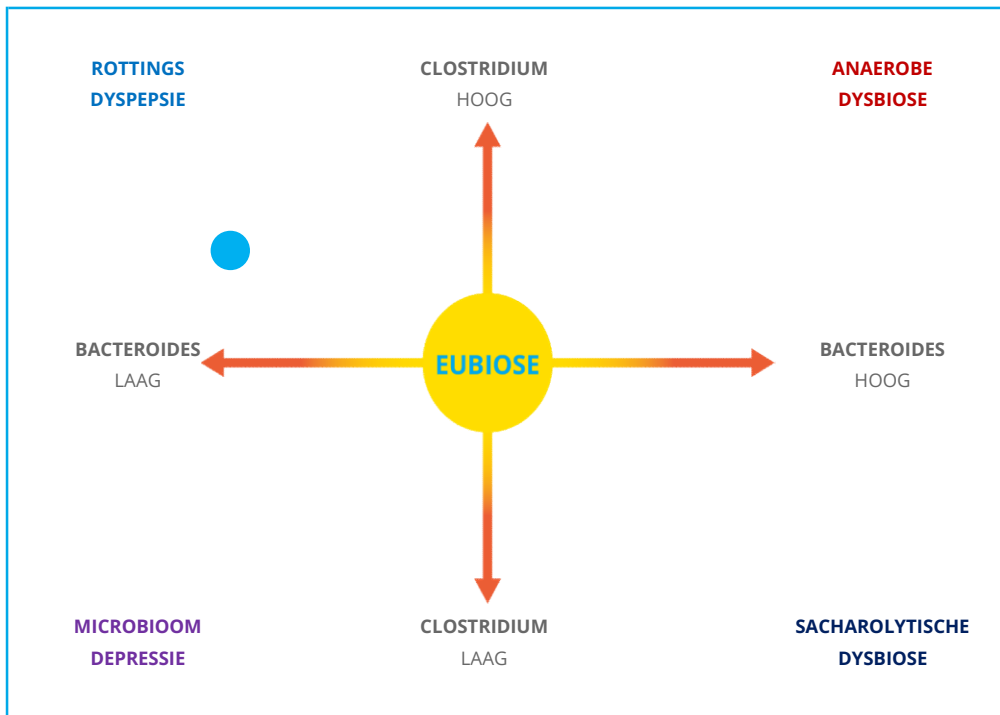 ROTTINGS
DYSPEPSIE
CLOSTRIDIUM
HOOG
ANAEROBE
DYSBIOSE
BACTEROIDES
LAAG
EUBIOSE
BACTEROIDES
HOOG
MICROBIOOM
DEPRESSIE
CLOSTRIDIUM
LAAG
SACHAROLYTISCHE
DYSBIOSE